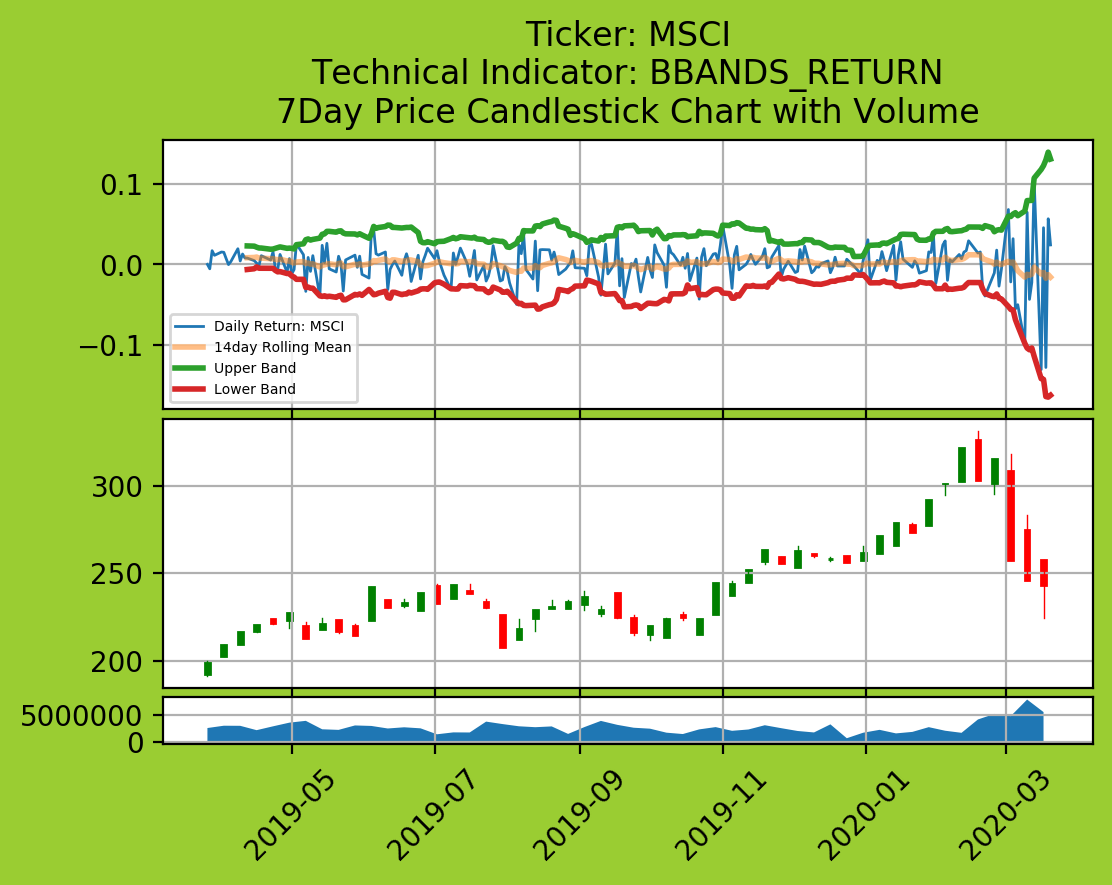 Ticker: MSCI
Technical Indicator: BBANDS_RETURN
7Day Price Candlestick Chart with Volume
0.1
0.0
−0.1
Daily Return: MSCI
14day Rolling Mean
Upper Band
Lower Band
300
250
200
5000000
0
2019-05
2019-07
2019-09
2019-11
2020-01
2020-03